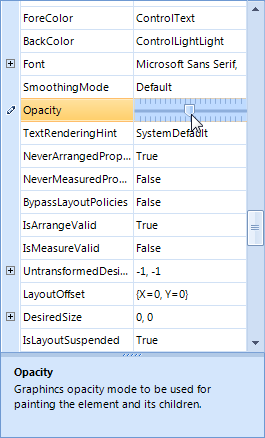 ForeColor ControlText
BackColor ControlLightLight
Font Microsoft Sans Serif,
SmoothingMode Default
Opacity
TextRenderingHint SystemDefault
NeverArrangedProp... True
NeverMeasuredPro... False
BypassLayoutPolicies False
IsArrangeValid True
IsMeasureValid False
UntransformedDesi... -1, -1
LayoutOffset {X=0, Y=0}
DesiredSize 0, 0
IsLayoutSuspended True
Opacity
Graphincs opacity mode to be used for
painting the element and its children.